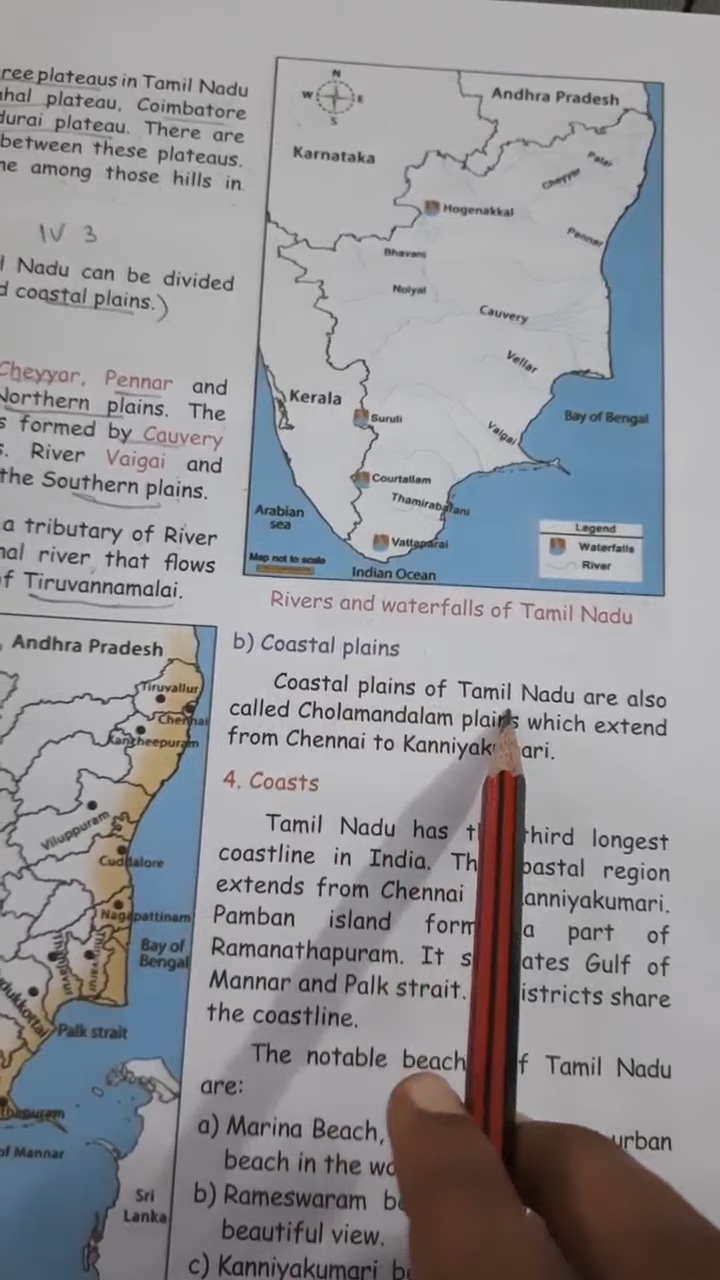 ree plateaus in Tamil Nadu
ahal plateau, Coimbatore
durai plateau. There are
between these plateaus.
ne among those hills in
IV 3
l Nadu can be divided
d coastal plains.)
Cheyyar, Pennar and
Northern plains. The
s formed by Cauvery
s. River Vaigai and
the Southern plains.
a tributary of River
nal river that flows
of Tiruvannamalai.
N
W E
S
Andhra Pradesh
Karnataka
Palar
Cheyyar
Hogenakkal
Pennar
Bhavani
Noiyal
Cauvery
Vellar
Kerala
Suruli
Bay of Bengal
Vaigai
Courtallam
Thamirabarani
Arabian
sea
Vattaparai
Legend
Waterfalls
River
Map not to scale
Indian Ocean
Rivers and waterfalls of Tamil Nadu
Andhra Pradesh
Tiruvallur
Chennai
Kancheepuram
Viluppuram
Cuddalore
Nagapattinam
Bay of
Bengal
Palk strait
of Mannar
Sri
Lanka
b) Coastal plains
Coastal plains of Tamil Nadu are also
called Cholamandalam plains which extend
from Chennai to Kanniyak ari.
4. Coasts
Tamil Nadu has t third longest
coastline in India. Th oastal region
extends from Chennai anniyakumari.
Pamban island form a part of
Ramanathapuram. It s ates Gulf of
Mannar and Palk strait. istricts share
the coastline.
The notable beach f Tamil Nadu
are:
a) Marina Beach, urban
beach in the wo
b) Rameswaram be
beautiful view.
c) Kanniyakumari be